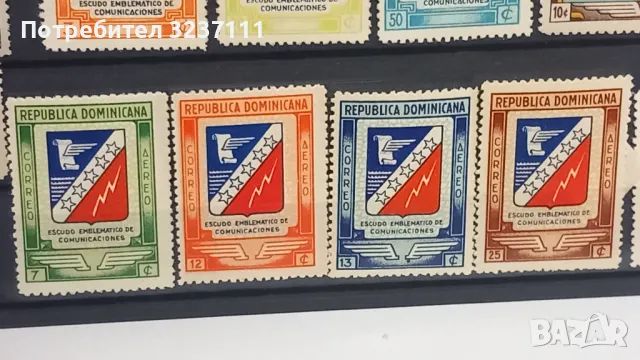 ESCUDO EMBLEMATICO DE
COMUNICACIONES
COMUNICACIONES
50
ESCUDO EMBLEMATICO DE
COMUNICACIONES
¢
10¢
Потребител 3237111
REPUBLICA DOMINICANA
CORREO
AEREO
ESCUDO EMBLEMATICO DE
COMUNICACIONES
7
¢
REPUBLICA DOMINICANA
CORREO
AEREO
ESCUDO EMBLEMATICO DE
COMUNICACIONES
12
¢
REPUBLICA DOMINICANA
CORREO
AEREO
ESCUDO EMBLEMATICO DE
COMUNICACIONES
13
¢
REPUBLICA DOMINICANA
CORREO
AEREO
ESCUDO EMBLEMATICO DE
COMUNICACIONES
25
¢
BAZAR